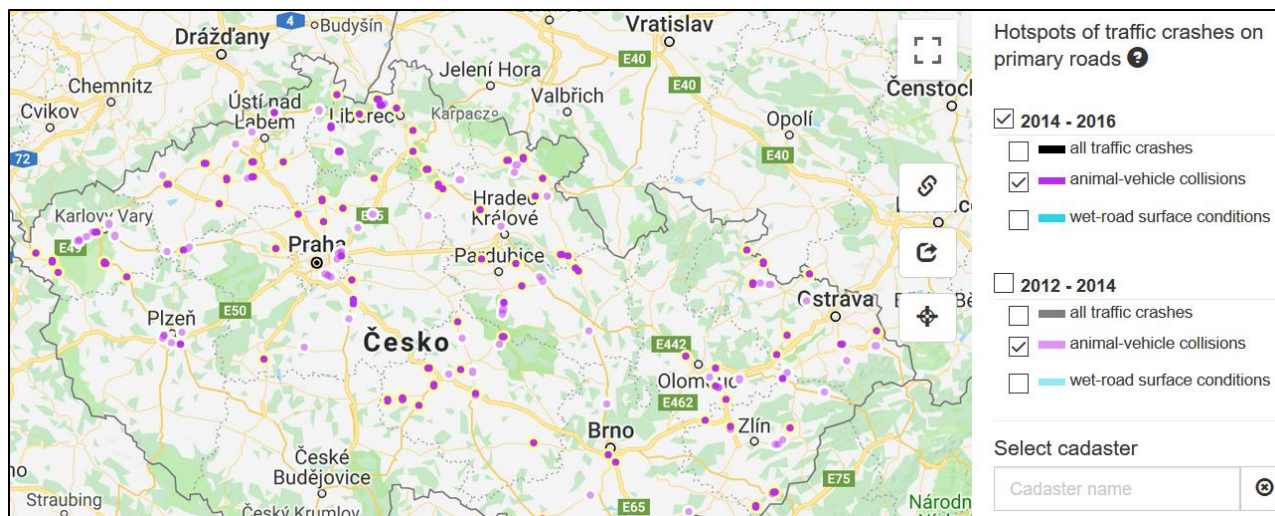 4
Budyšín
Vratislav
Drážďany
E40
Jelení Hora
E40
Chemnitz
Valbřich
Čenstoch
Cvikov
Ústí nad
Labem
Liberec
Karpacz
Opolí
72
E40
Hradec
Králové
Karlovy Vary
E49
Praha
Pardubice
E50
Ostrava
Plzeň
Česko
E442
Olomouc
E462
Zlín
Brno
České
Budějovice
E75
Straubing
Český Krumlov
E65
Národn
Hotspots of traffic crashes on
primary roads ?
2014 - 2016
all traffic crashes
animal-vehicle collisions
wet-road surface conditions
2012 - 2014
all traffic crashes
animal-vehicle collisions
wet-road surface conditions
Select cadaster
Cadaster name